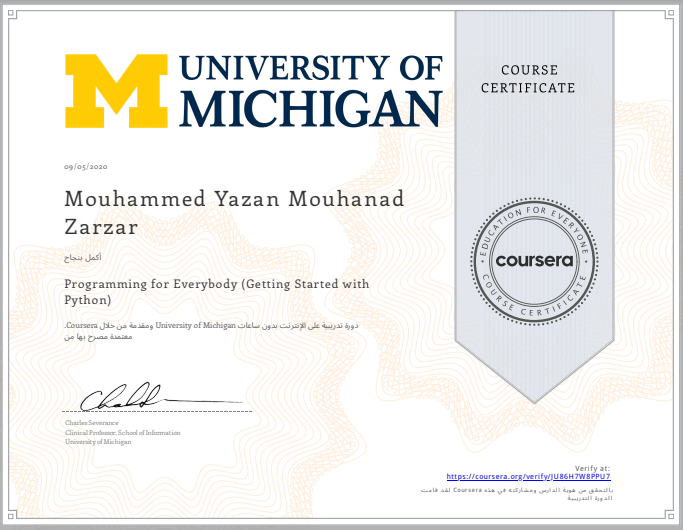 UNIVERSITY OF
MICHIGAN
COURSE
CERTIFICATE
09/05/2020
Mouhammed Yazan Mouhanad
Zarzar
أكمل بنجاح
Programming for Everybody (Getting Started with
Python)
دورة تدريبية على الإنترنت بدون ساعات University of Michigan ومقدمة من خلال Coursera.
معتمدة مصرح بها من
EDUCATION FOR EVERYONE
coursera
COURSE CERTIFICATE
Charles Severance
Clinical Professor, School of Information
University of Michigan
Verify at:
https://coursera.org/verify/JU86H7W8PPU7
بالتحقق من هوية الدارس ومشاركته في هذه Coursera لقد قامت
الدورة التدريبية